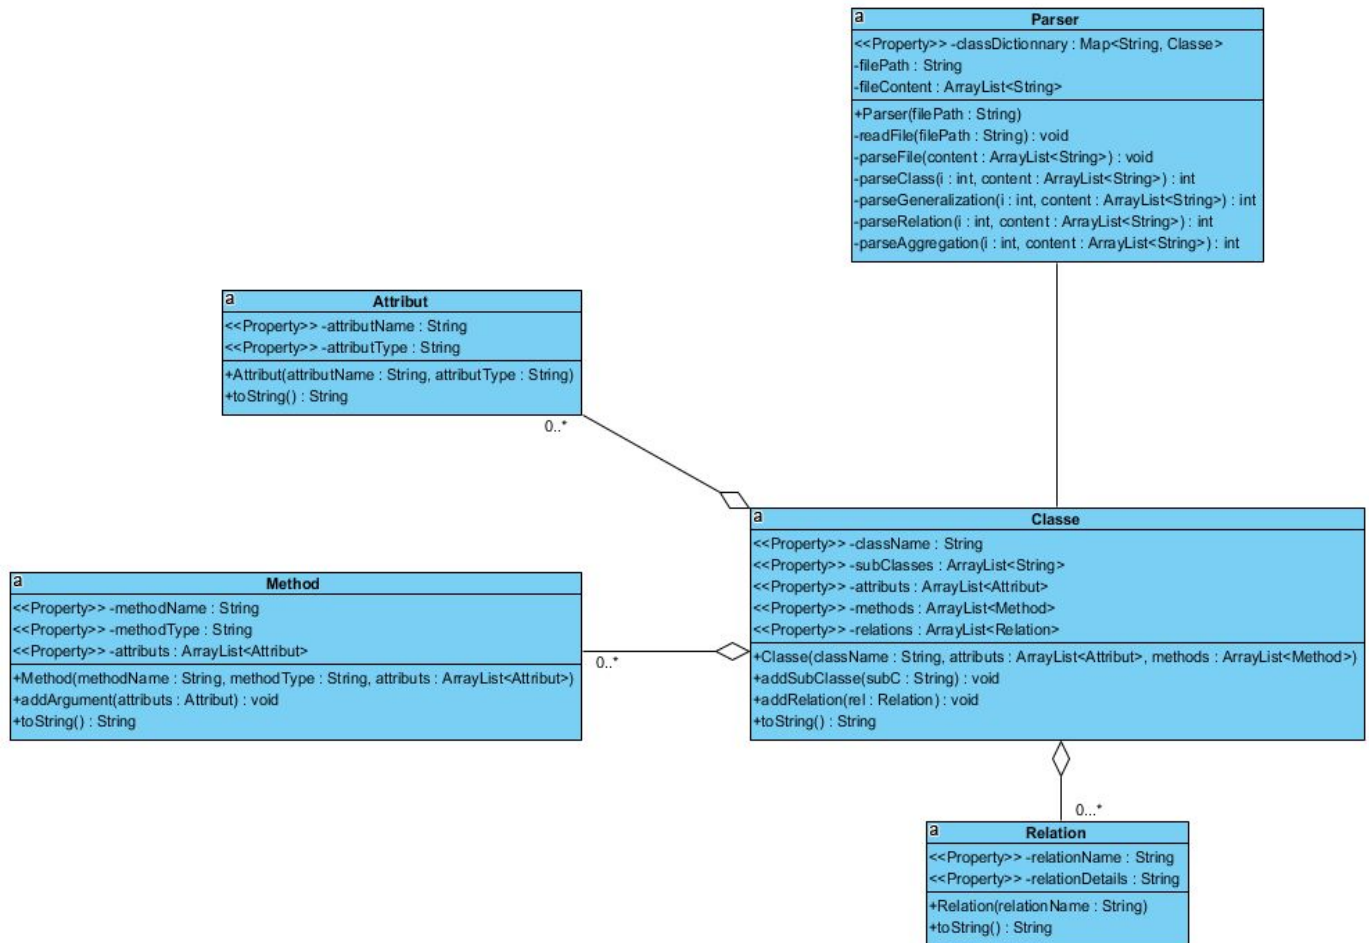 a
Parser
<<Property>> -classDictionnary : Map<String, Classe>
-filePath : String
-fileContent : ArrayList<String>
+Parser(filePath : String)
-readFile(filePath : String) : void
-parseFile(content : ArrayList<String>) : void
-parseClass(i : int, content : ArrayList<String>) : int
-parseGeneralization(i : int, content : ArrayList<String>) : int
-parseRelation(i : int, content : ArrayList<String>) : int
-parseAggregation(i : int, content : ArrayList<String>) : int
a
Attribut
<<Property>> -attributName : String
<<Property>> -attributType : String
+Attribut(attributName : String, attributType : String)
+toString() : String
0..*
a
Classe
<<Property>> -className : String
<<Property>> -subClasses : ArrayList<String>
<<Property>> -attributs : ArrayList<Attribut>
<<Property>> -methods : ArrayList<Method>
<<Property>> -relations : ArrayList<Relation>
+Classe(className : String, attributs : ArrayList<Attribut>, methods : ArrayList<Method>)
+addSubClasse(subC : String) : void
+addRelation(rel : Relation) : void
+toString() : String
a
Method
<<Property>> -methodName : String
<<Property>> -methodType : String
<<Property>> -attributs : ArrayList<Attribut>
+Method(methodName : String, methodType : String, attributs : ArrayList<Attribut>)
+addArgument(attributs : Attribut) : void
+toString() : String
0..*
0...*
a
Relation
<<Property>> -relationName : String
<<Property>> -relationDetails : String
+Relation(relationName : String)
+toString() : String